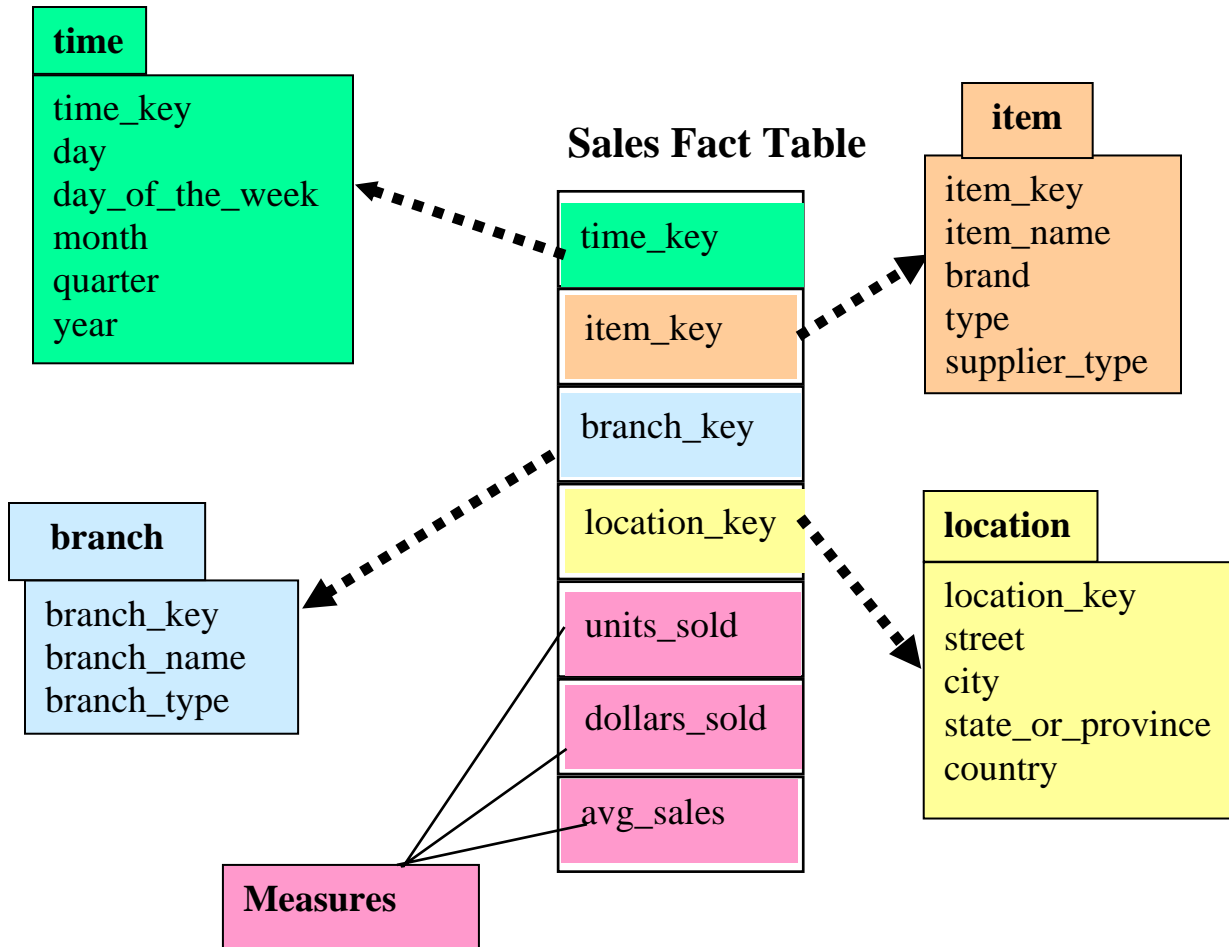 time
time_key
day
day_of_the_week
month
quarter
year
Sales Fact Table
time_key
item_key
branch_key
location_key
units_sold
dollars_sold
avg_sales
item
item_key
item_name
brand
type
supplier_type
branch
branch_key
branch_name
branch_type
location
location_key
street
city
state_or_province
country
Measures